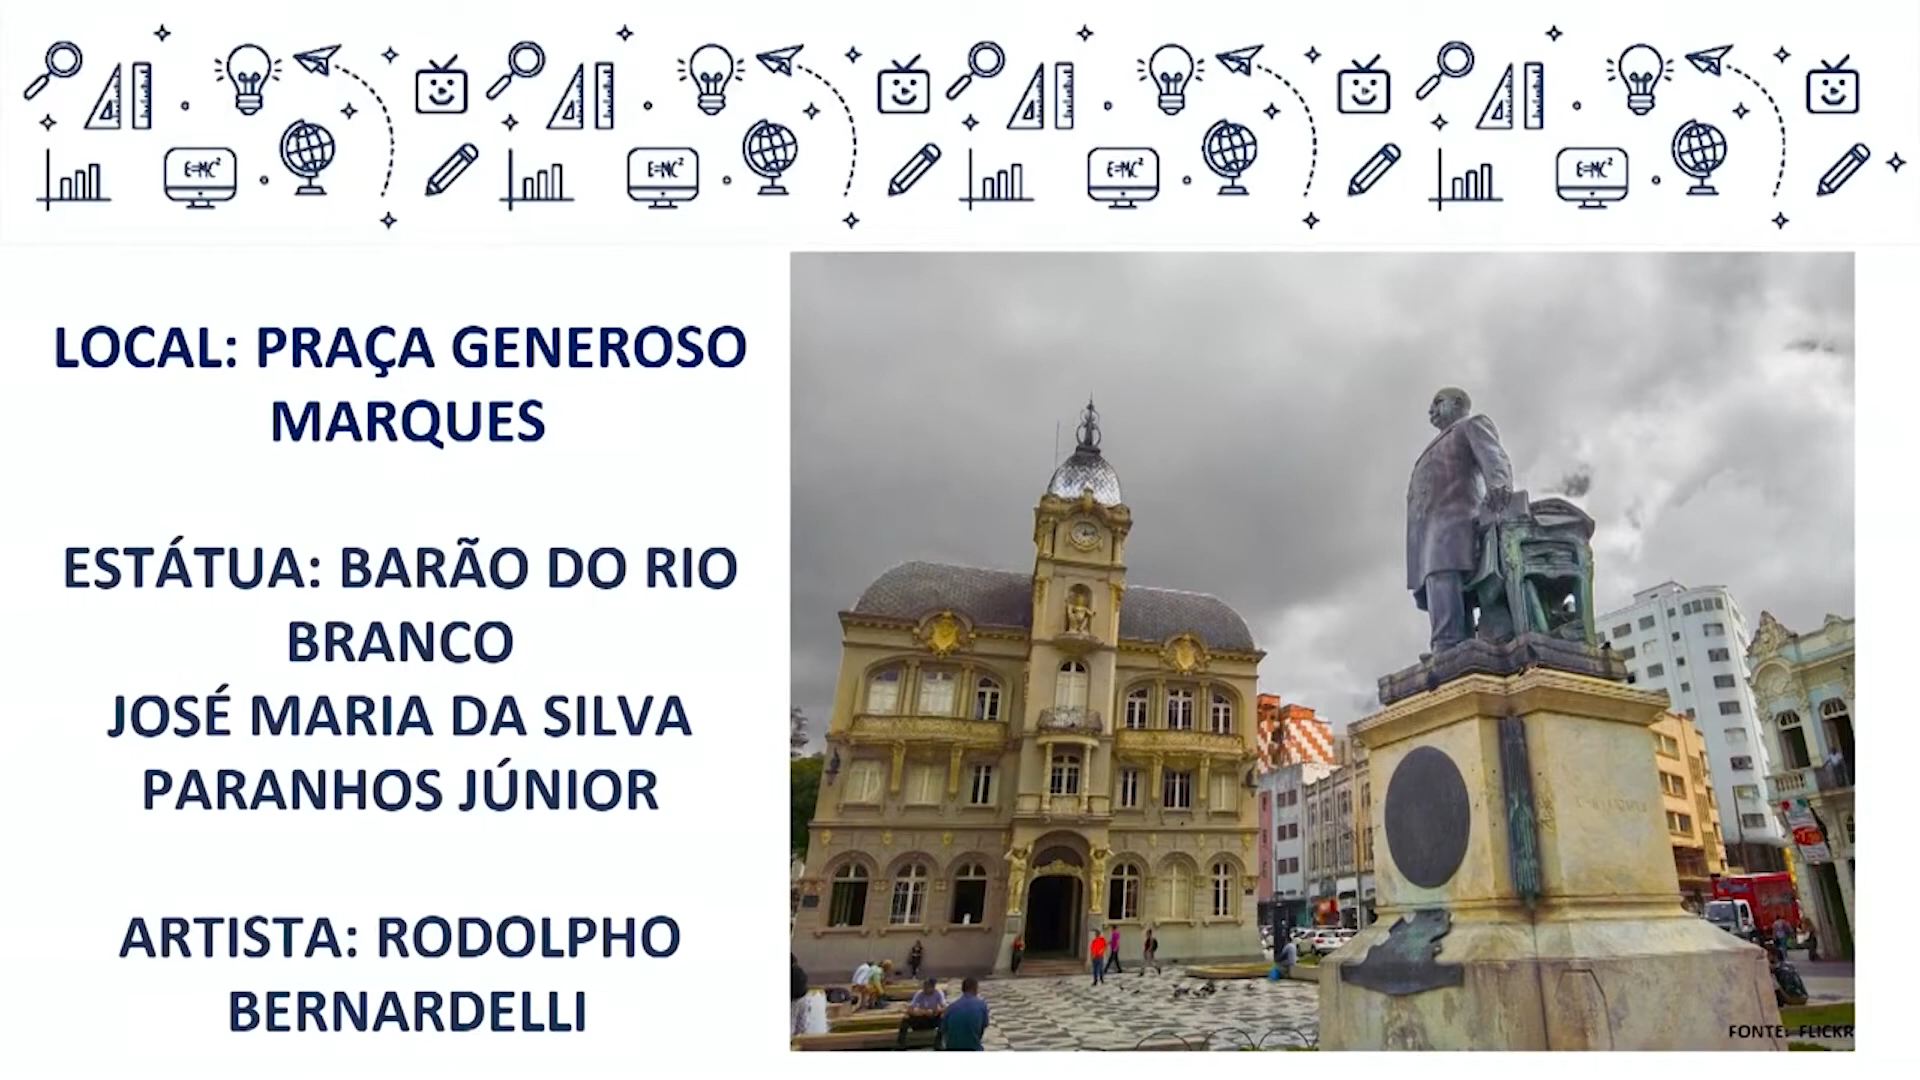 E=MC²
E=MC²
E=MC²
E=MC²
LOCAL: PRAÇA GENEROSO
MARQUES
ESTÁTUA: BARÃO DO RIO
BRANCO
JOSÉ MARIA DA SILVA
PARANHOS JÚNIOR
ARTISTA: RODOLPHO
BERNARDELLI
FONTE: FLICKR